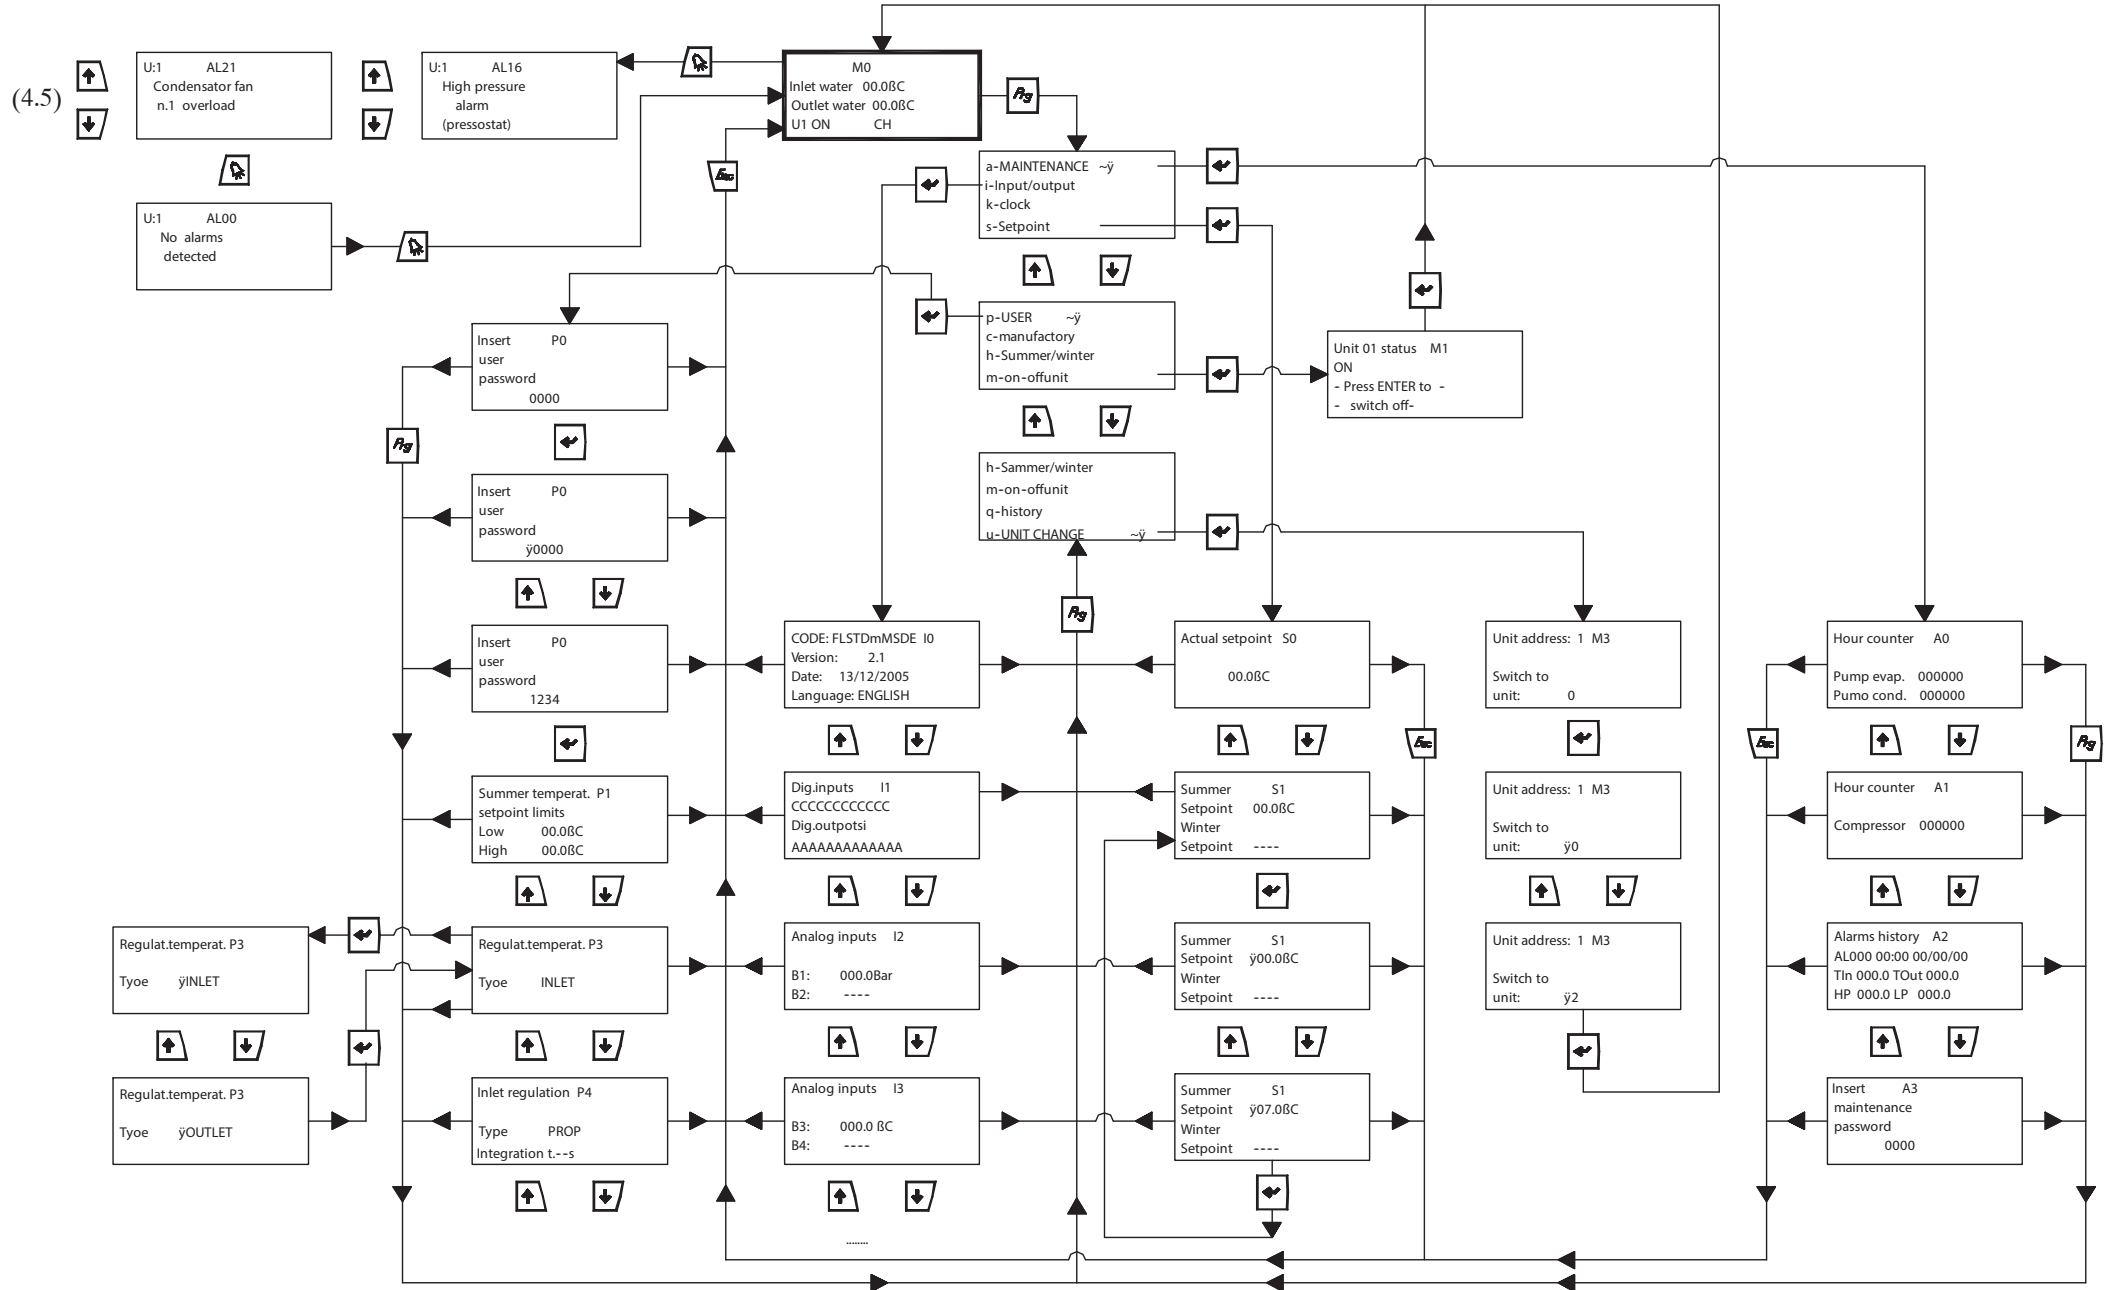 (4.5)
U:1 AL21
Condensator fan
n.1 overload
U:1 AL16
High pressure
alarm
(pressostat)
M0
Inlet water 00.0ßC
Outlet water 00.0ßC
U1 ON CH
Prg
U:1 AL00
No alarms
detected
Esc
a-MAINTENANCE ~ÿ
i-Input/output
k-clock
s-Setpoint
p-USER ~ÿ
c-manufactory
h-Summer/winter
m-on-offunit
Unit 01 status M1
ON
- Press ENTER to -
- switch off-
h-Sammer/winter
m-on-offunit
q-history
u-UNIT CHANGE ~ÿ
Prg
Insert P0
user
password
0000
Prg
Insert P0
user
password
ÿ0000
Insert P0
user
password
1234
Summer temperat. P1
setpoint limits
Low 00.0ßC
High 00.0ßC
Regulat.temperat. P3
Tyoe ÿINLET
Regulat.temperat. P3
Tyoe INLET
Regulat.temperat. P3
Tyoe ÿOUTLET
Inlet regulation P4
Type PROP
Integration t.--s
CODE: FLSTDmMSDE I0
Version: 2.1
Date: 13/12/2005
Language: ENGLISH
Dig.inputs I1
CCCCCCCCCCCC
Dig.outpotsi
AAAAAAAAAAAAA
Analog inputs I2
B1: 000.0Bar
B2: ----
Analog inputs I3
B3: 000.0 ßC
B4: ----
........
Actual setpoint S0
00.0ßC
Esc
Summer S1
Setpoint 00.0ßC
Winter
Setpoint ----
Summer S1
Setpoint ÿ00.0ßC
Winter
Setpoint ----
Summer S1
Setpoint ÿ07.0ßC
Winter
Setpoint ----
Unit address: 1 M3
Switch to
unit: 0
Unit address: 1 M3
Switch to
unit: ÿ0
Unit address: 1 M3
Switch to
unit: ÿ2
Hour counter A0
Pump evap. 000000
Pumo cond. 000000
Esc
Prg
Hour counter A1
Compressor 000000
Alarms history A2
AL000 00:00 00/00/00
TIn 000.0 TOut 000.0
HP 000.0 LP 000.0
Insert A3
maintenance
password
0000